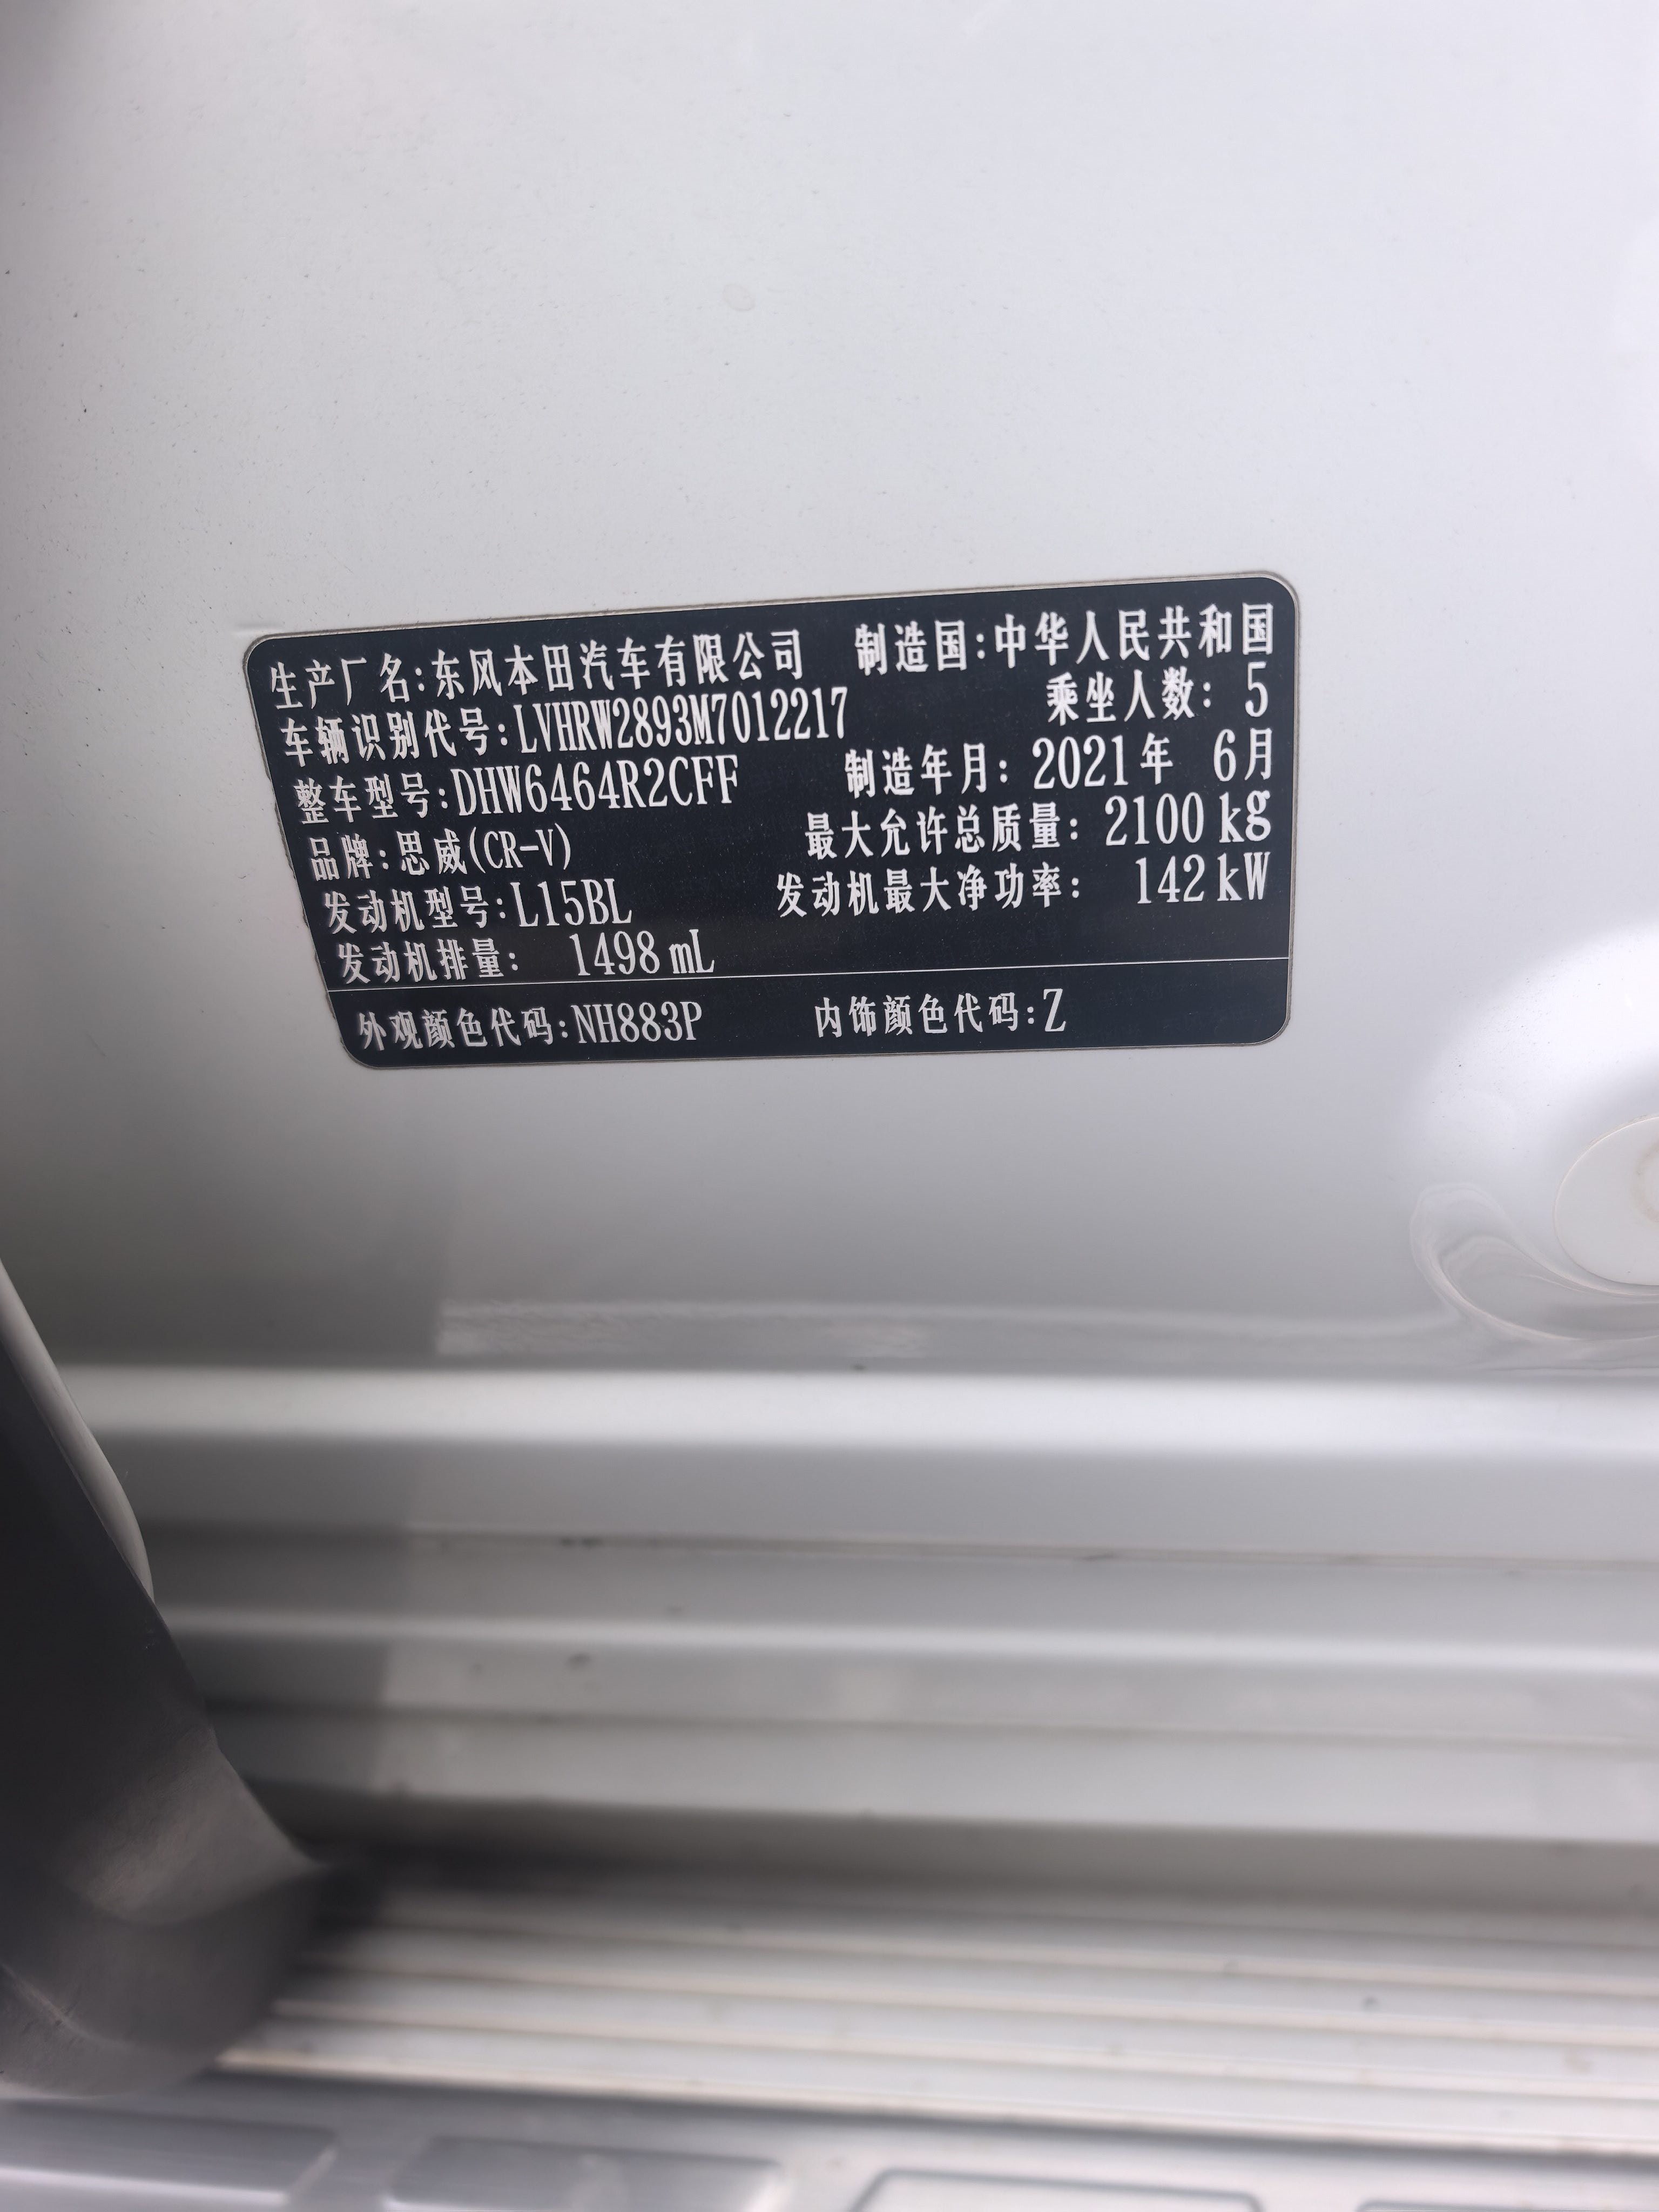 生产厂名:东风本田汽车有限公司 制造国:中华人民共和国
车辆识别代号:LVHRW2893M7012217 乘坐人数: 5
整车型号:DHW6464R2CFF 制造年月: 2021年 6月
品牌:思威(CR-V) 最大允许总质量: 2100 kg
发动机型号:L15BL 发动机最大净功率: 142 kW
发动机排量: 1498 mL
外观颜色代码:NH883P 内饰颜色代码:Z